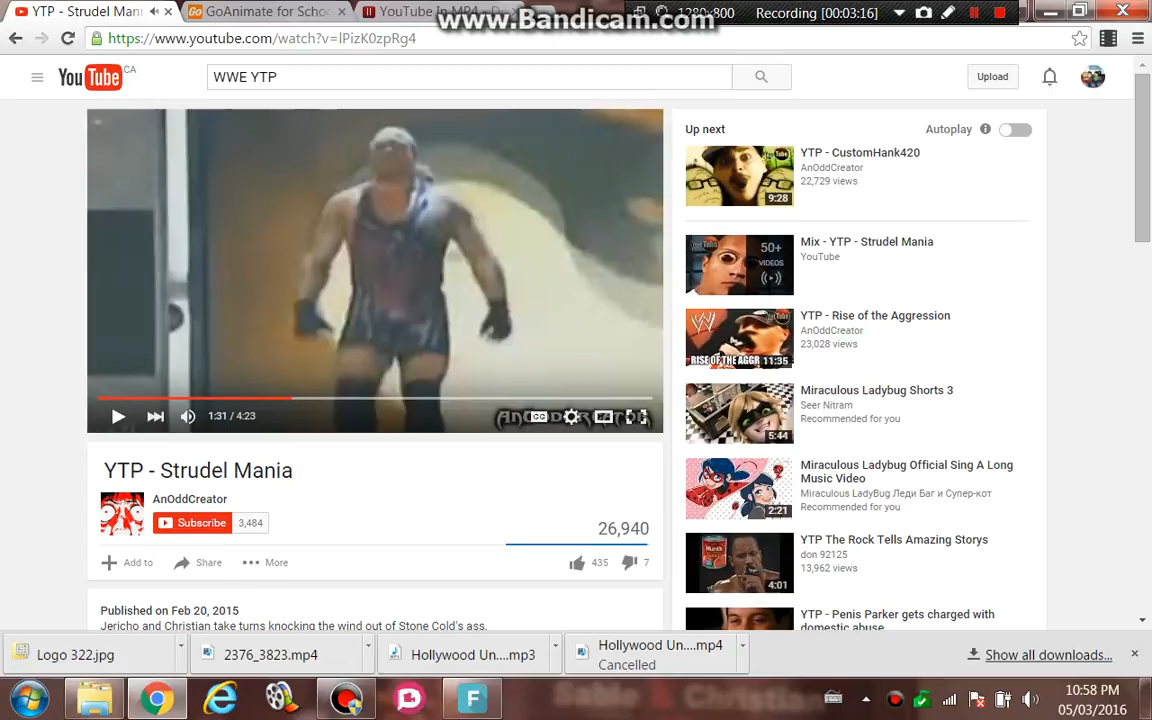 YTP - Strudel Man
GoAnimate for Scho
YouTube In MP4 - D
www.Bandicam.com
1280x800
Recording [00:03:16]
https://www.youtube.com/watch?v=lPizK0zpRg4
YouTube CA
WWE YTP
Upload
Up next
Autoplay
YTP - CustomHank420
AnOddCreator
22,729 views
9:28
Mix - YTP - Strudel Mania
YouTube
50+
VIDEOS
YTP - Rise of the Aggression
AnOddCreator
23,028 views
RISE OF THE AGGR
11:35
Miraculous Ladybug Shorts 3
Seer Nitram
Recommended for you
5:44
Miraculous Ladybug Official Sing A Long
Music Video
Miraculous LadyBug Леди Баг и Супер-кот
Recommended for you
2:21
YTP The Rock Tells Amazing Storys
don 92125
13,962 views
Hunt's
4:01
YTP - Penis Parker gets charged with
domestic abuse
1:31 / 4:23
ANODDCREATOR
CC
YTP - Strudel Mania
AnOddCreator
Subscribe
3,484
26,940
Add to
Share
More
435
7
Published on Feb 20, 2015
Jericho and Christian take turns knocking the wind out of Stone Cold's ass.
Logo 322.jpg
2376_3823.mp4
Hollywood Un....mp3
Hollywood Un....mp4
Cancelled
Show all downloads...
10:58 PM
05/03/2016